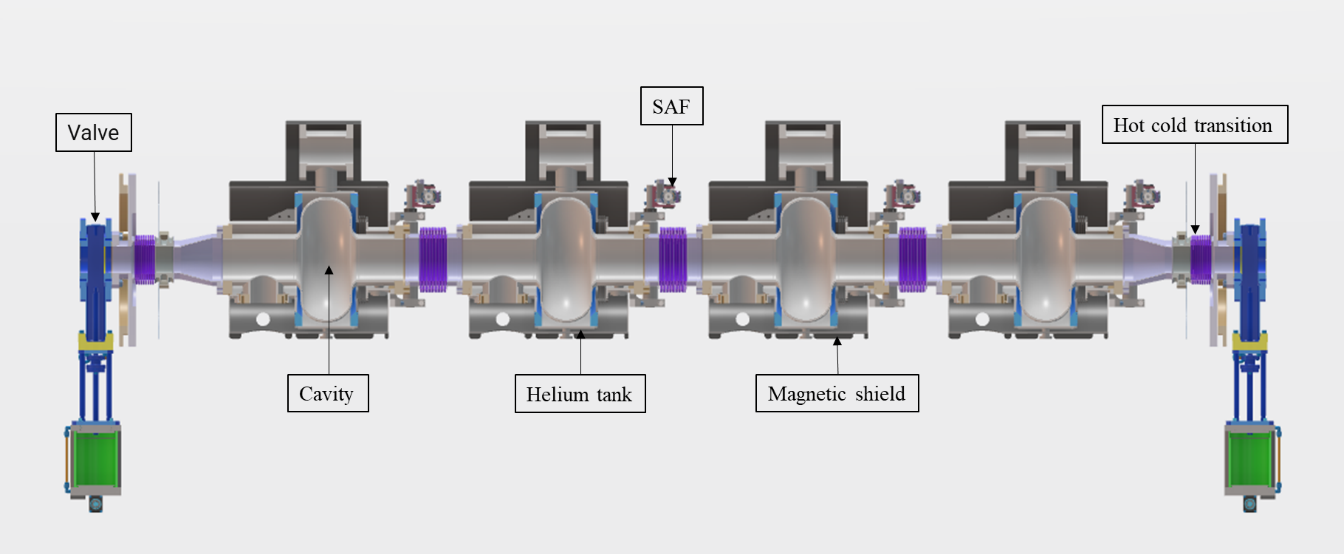 SAF
Valve
Hot cold transition
Cavity
Helium tank
Magnetic shield